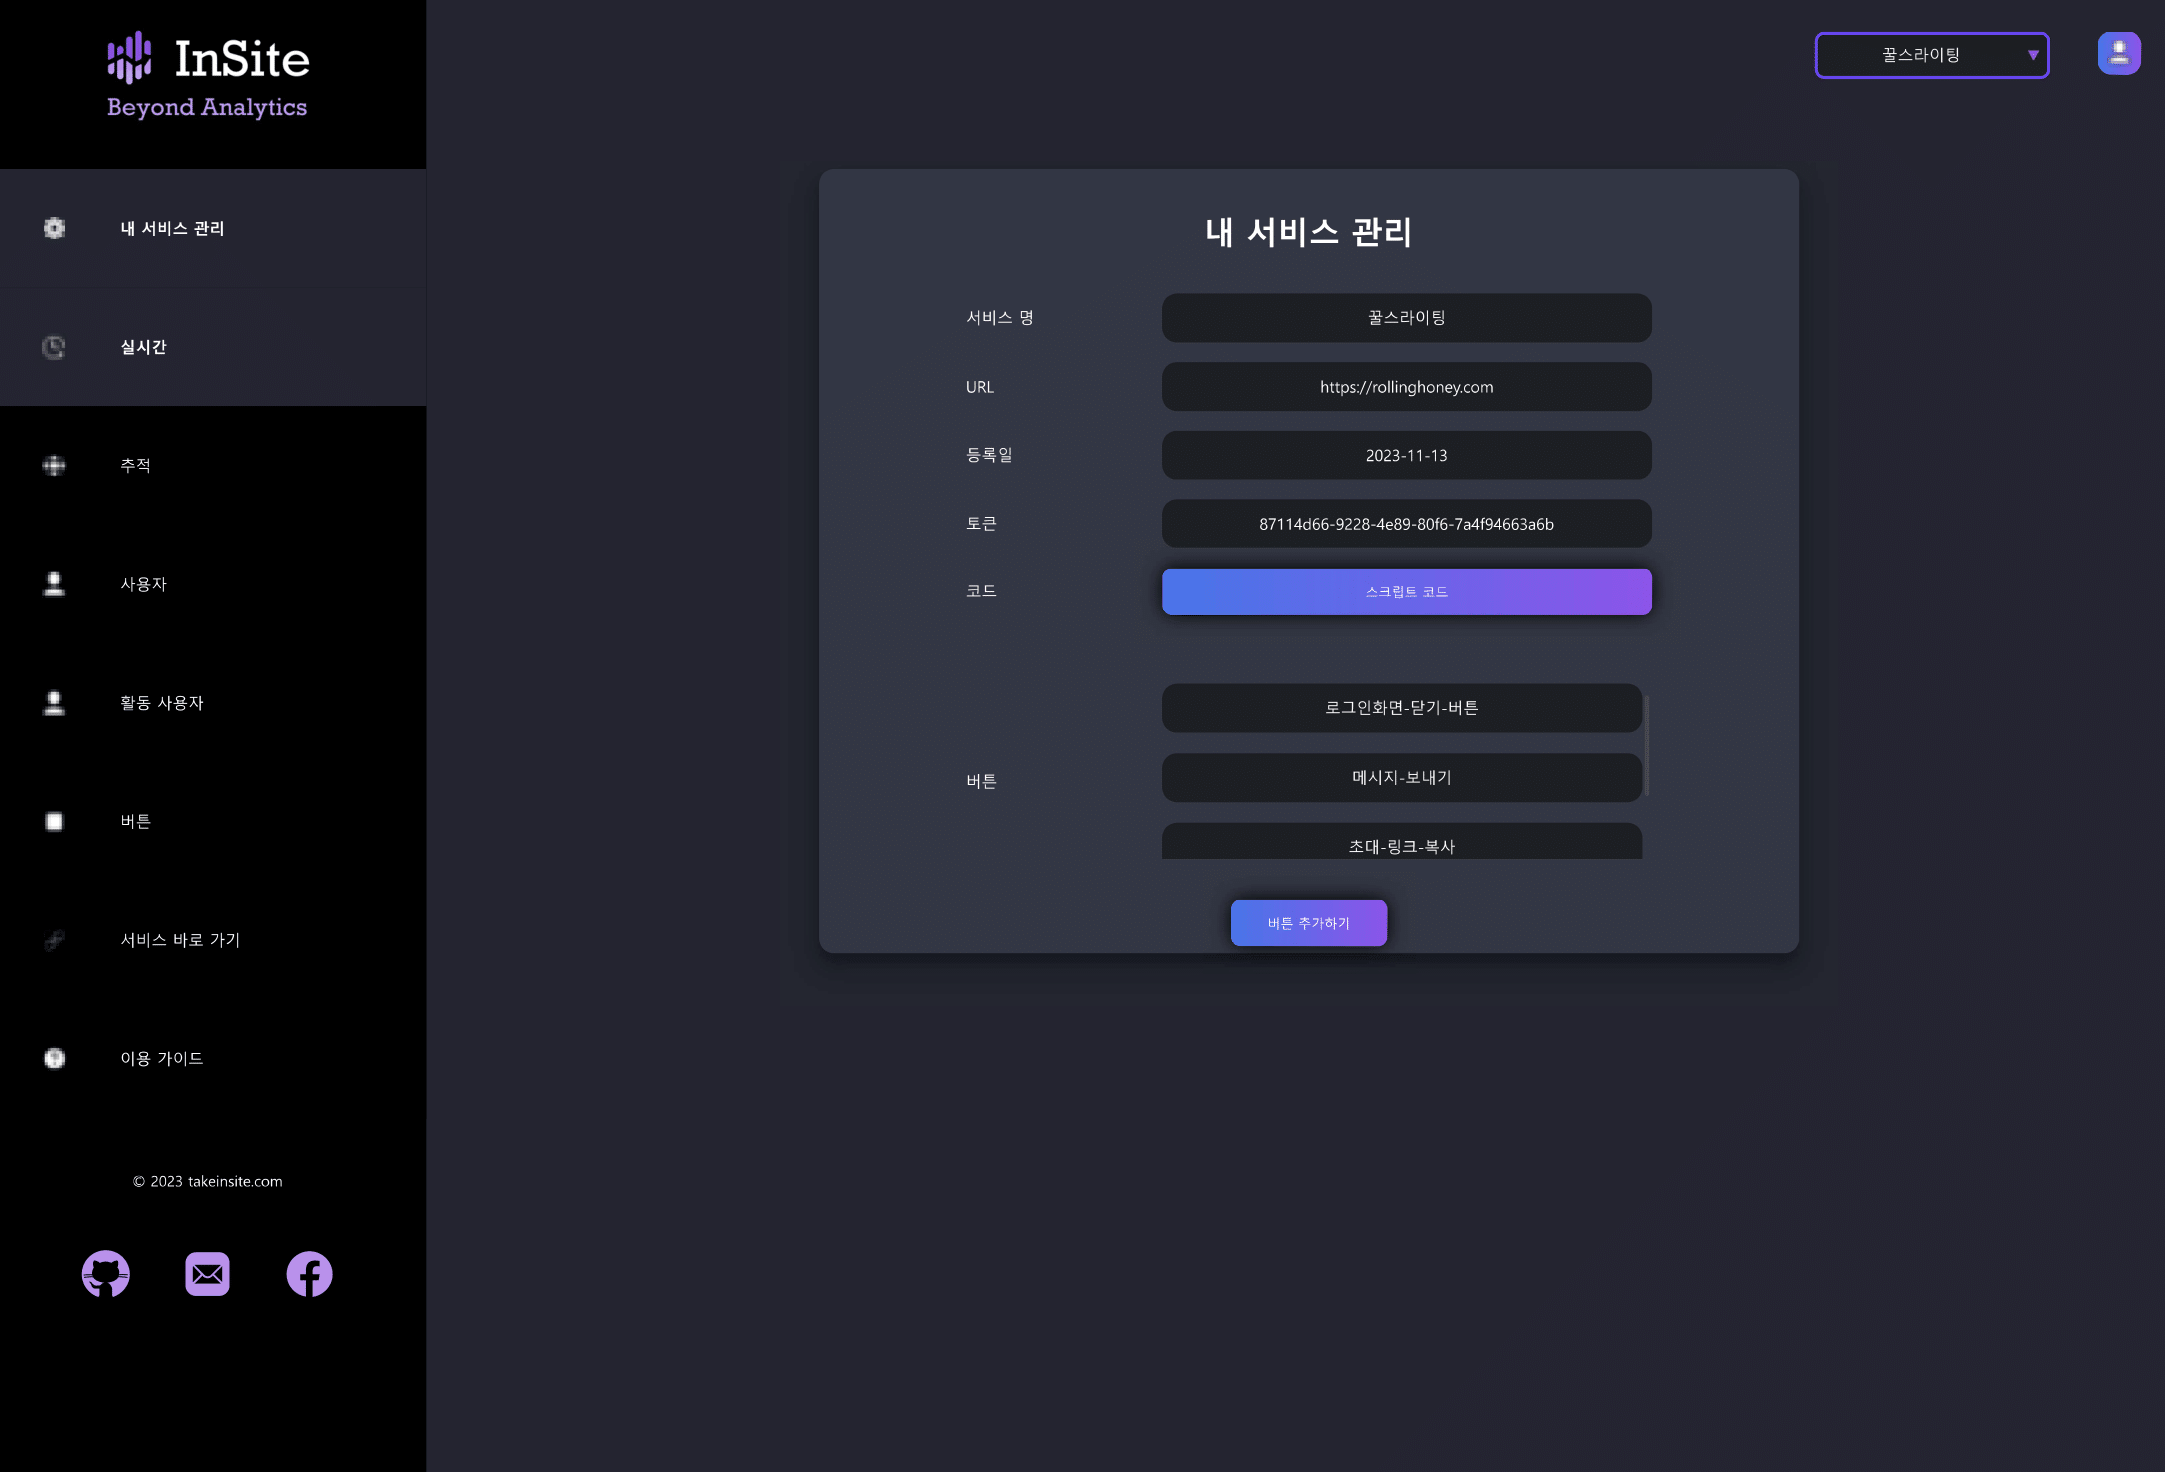 InSite
Beyond Analytics
꿀스라이팅
내 서비스 관리
실시간
추적
사용자
활동 사용자
버튼
서비스 바로 가기
이용 가이드
© 2023 takeinsite.com
내 서비스 관리
서비스 명
꿀스라이팅
URL
https://rollinghoney.com
등록일
2023-11-13
토큰
87114d66-9228-4e89-80f6-7a4f94663a6b
코드
스크립트 코드
버튼
로그인화면-닫기-버튼
메시지-보내기
초대-링크-복사
버튼 추가하기